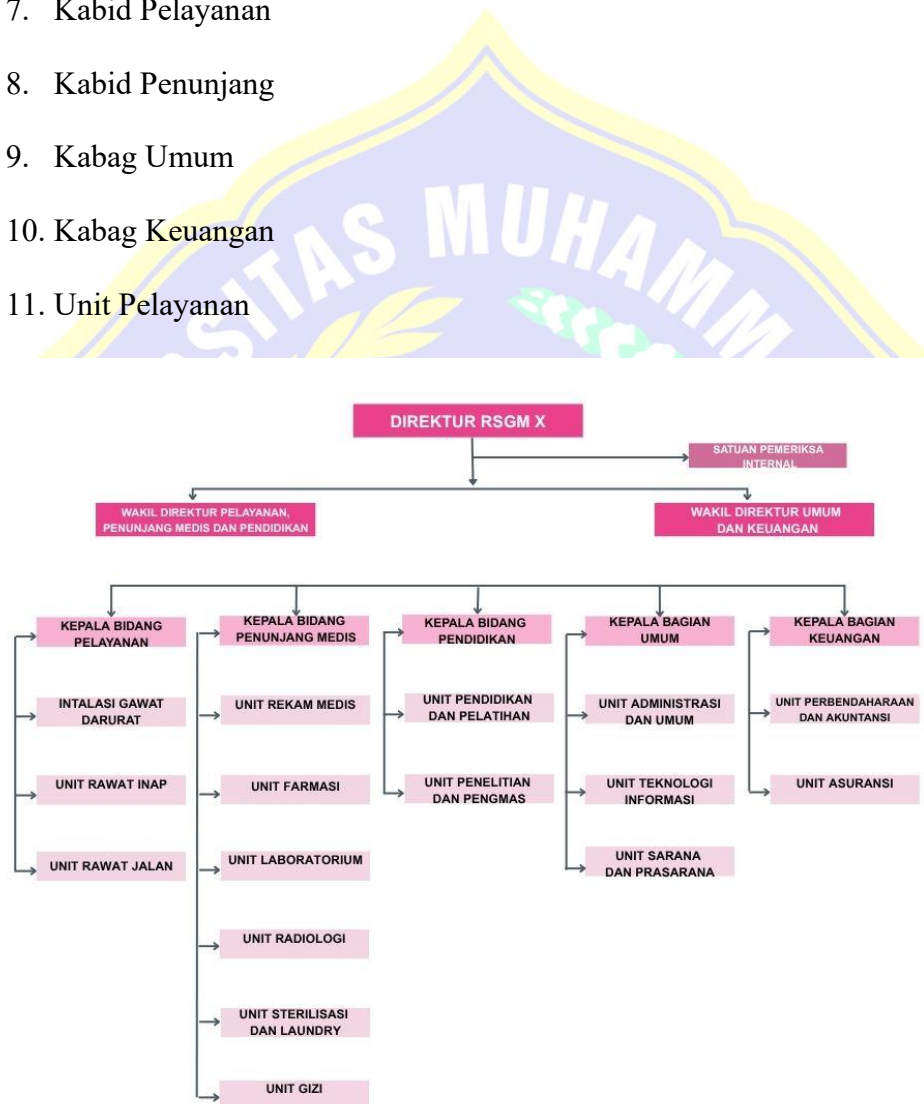 7. Kabid Pelayanan
8. Kabid Penunjang
9. Kabag Umum
10. Kabag Keuangan
11. Unit Pelayanan
SITAS MUHAMM
DIREKTUR RSGM X
SATUAN PEMERIKSA
INTERNAL
WAKIL DIREKTUR PELAYANAN,
PENUNJANG MEDIS DAN PENDIDIKAN
WAKIL DIREKTUR UMUM
DAN KEUANGAN
KEPALA BIDANG
PELAYANAN
KEPALA BIDANG
PENUNJANG MEDIS
KEPALA BIDANG
PENDIDIKAN
KEPALA BAGIAN
UMUM
KEPALA BAGIAN
KEUANGAN
INTALASI GAWAT
DARURAT
UNIT REKAM MEDIS
UNIT PENDIDIKAN
DAN PELATIHAN
UNIT ADMINISTRASI
DAN UMUM
UNIT PERBENDAHARAAN
DAN AKUNTANSI
UNIT RAWAT INAP
UNIT FARMASI
UNIT PENELITIAN
DAN PENGMAS
UNIT TEKNOLOGI
INFORMASI
UNIT ASURANSI
UNIT RAWAT JALAN
UNIT LABORATORIUM
UNIT SARANA
DAN PRASARANA
UNIT RADIOLOGI
UNIT STERILISASI
DAN LAUNDRY
UNIT GIZI